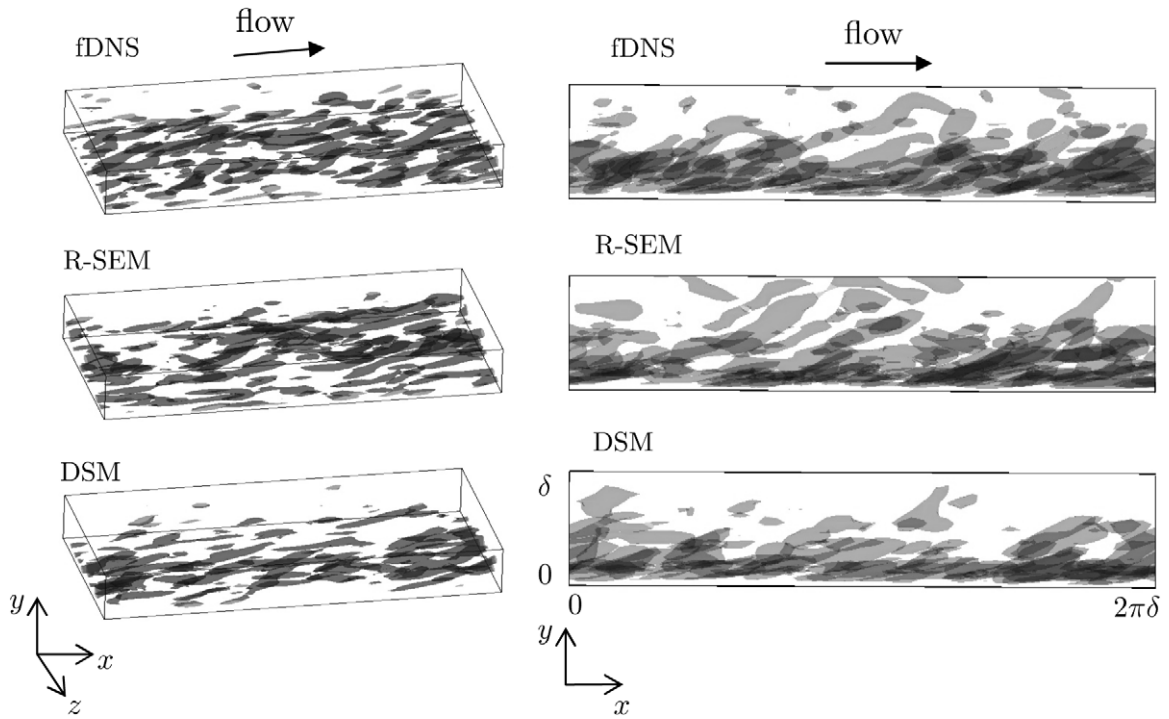 flow
fDNS
R-SEM
DSM
y
x
z
flow
fDNS
R-SEM
DSM
δ
0
0
2πδ
y
x